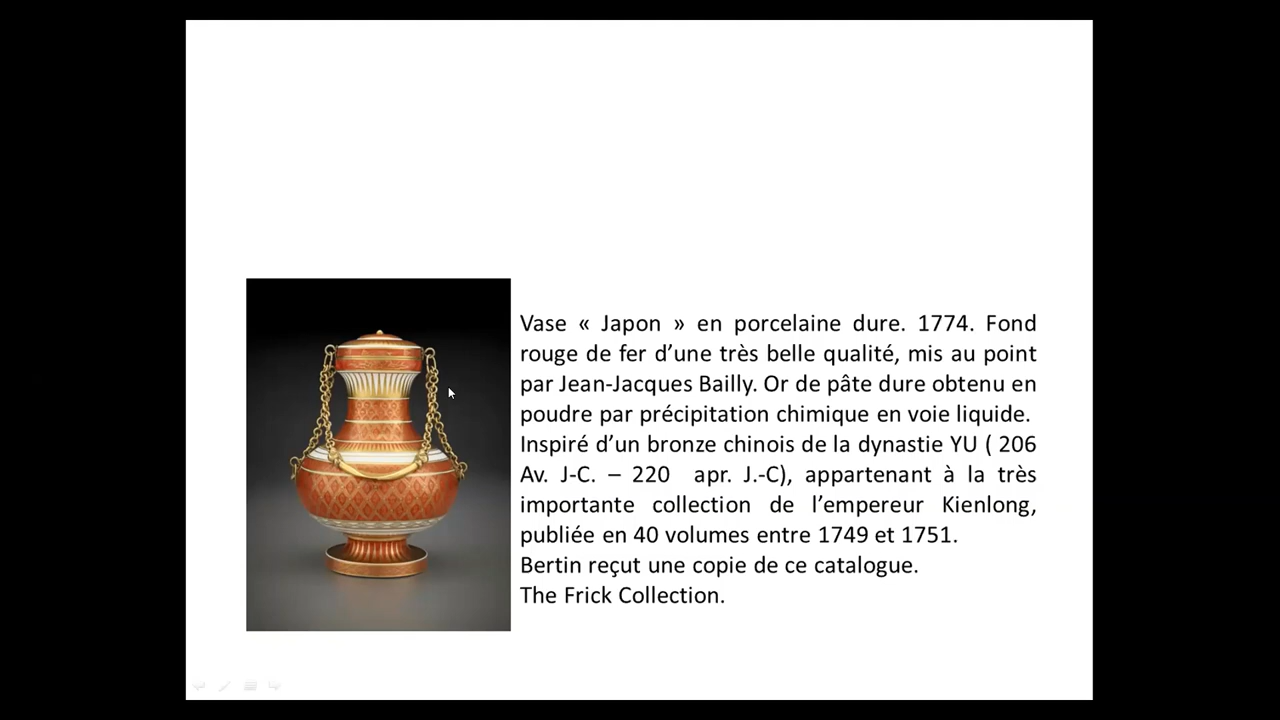 Vase « Japon » en porcelaine dure. 1774. Fond
rouge de fer d’une très belle qualité, mis au point
par Jean-Jacques Bailly. Or de pâte dure obtenu en
poudre par précipitation chimique en voie liquide.
Inspiré d’un bronze chinois de la dynastie YU ( 206
Av. J-C. – 220 apr. J.-C), appartenant à la très
importante collection de l’empereur Kienlong,
publiée en 40 volumes entre 1749 et 1751.
Bertin reçut une copie de ce catalogue.
The Frick Collection.